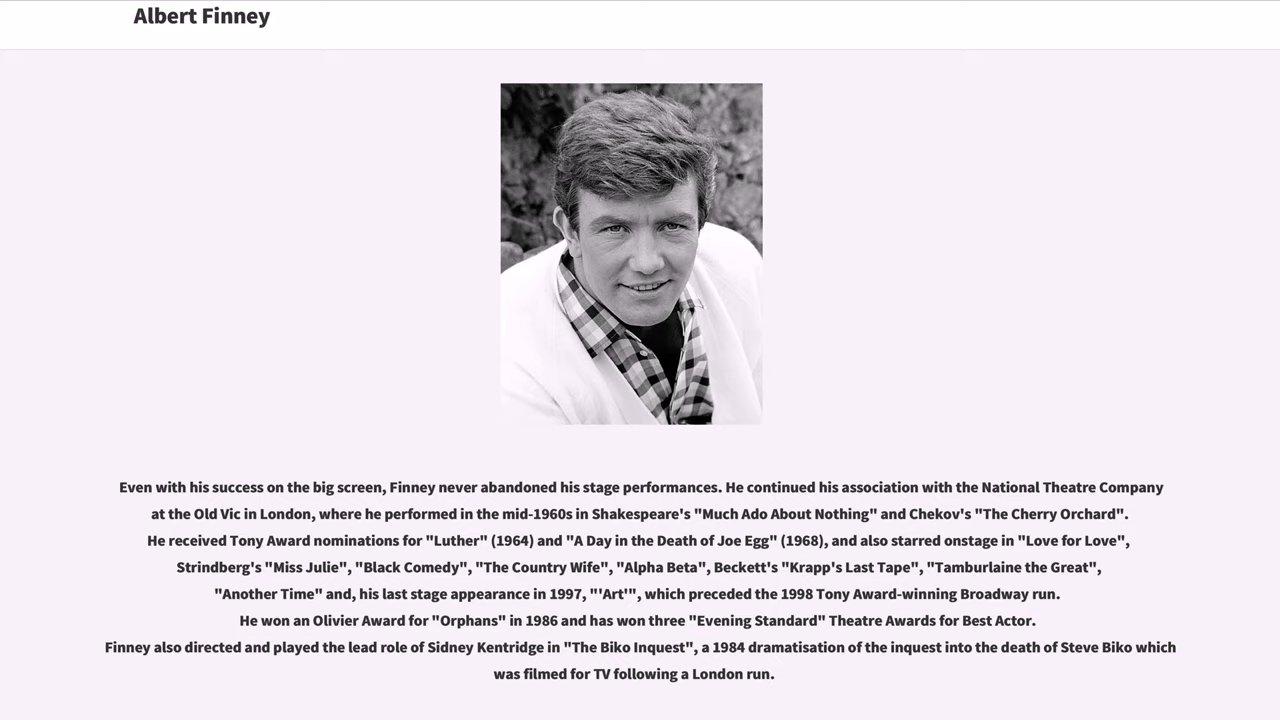 Albert Finney
Even with his success on the big screen, Finney never abandoned his stage performances. He continued his association with the National Theatre Company
at the Old Vic in London, where he performed in the mid-1960s in Shakespeare's "Much Ado About Nothing" and Chekov's "The Cherry Orchard".
He received Tony Award nominations for "Luther" (1964) and "A Day in the Death of Joe Egg" (1968), and also starred onstage in "Love for Love",
Strindberg's "Miss Julie", "Black Comedy", "The Country Wife", "Alpha Beta", Beckett's "Krapp's Last Tape", "Tamburlaine the Great",
"Another Time" and, his last stage appearance in 1997, "'Art'", which preceded the 1998 Tony Award-winning Broadway run.
He won an Olivier Award for "Orphans" in 1986 and has won three "Evening Standard" Theatre Awards for Best Actor.
Finney also directed and played the lead role of Sidney Kentridge in "The Biko Inquest", a 1984 dramatisation of the inquest into the death of Steve Biko which
was filmed for TV following a London run.